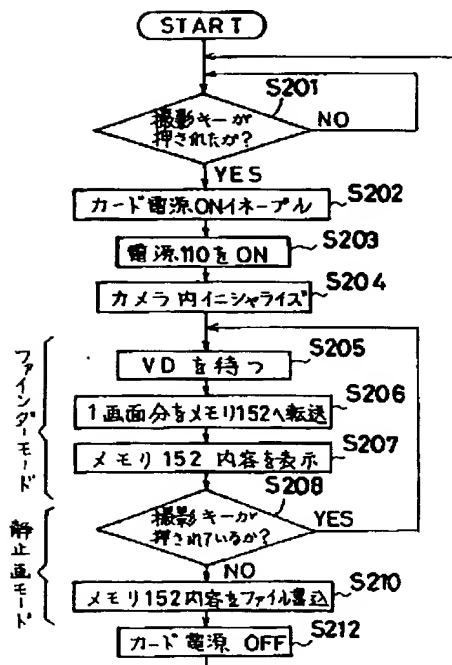 START
S201
撮影キーが
押されたか?
NO
YES
S202
カード電源ONイネーブル
S203
電源110をON
S204
カメラ内イニシャライズ
S205
VDを待つ
S206
1画面分をメモリ152へ転送
S207
メモリ152 内容を表示
ファインダーモード
S208
撮影キーが
押されているか?
YES
NO
静止画モード
S210
メモリ152内容をファイル書込
S212
カード電源 OFF